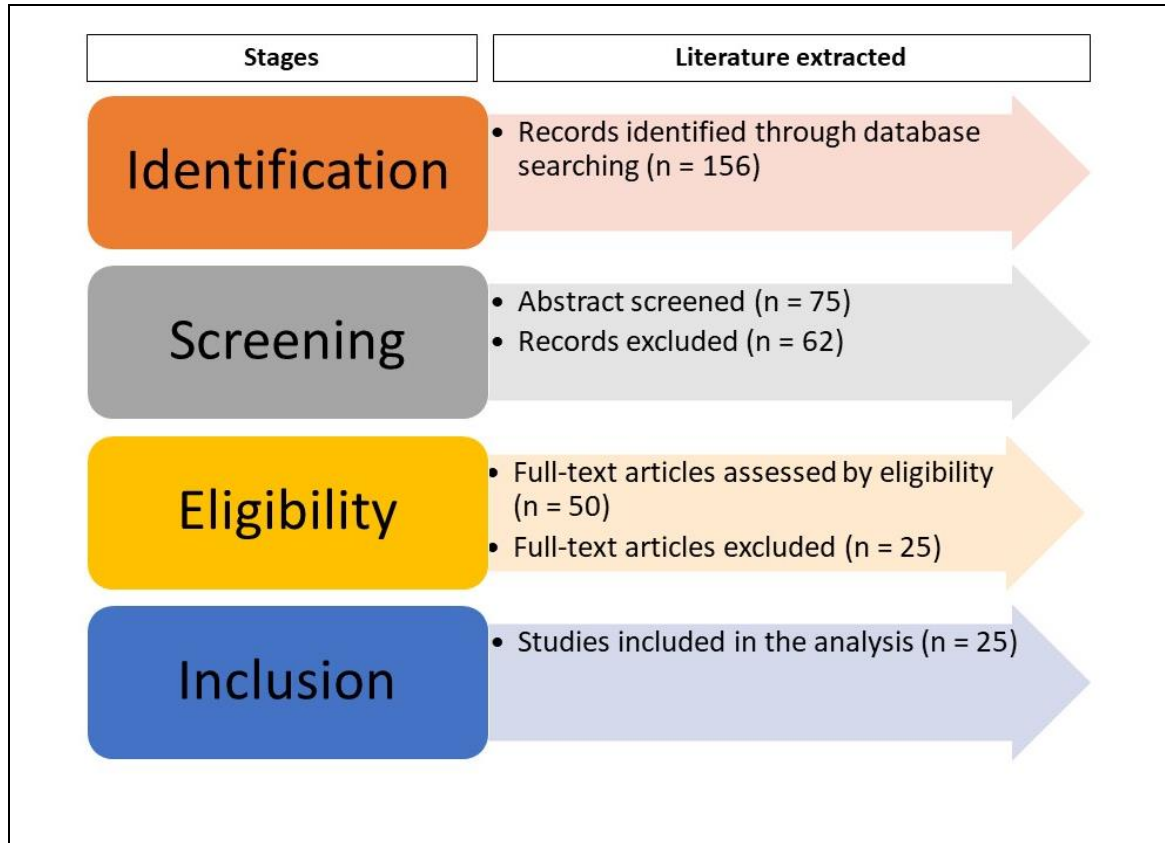 Stages
Literature extracted
Identification
• Records identified through database
searching (n = 156)
Screening
• Abstract screened (n = 75)
• Records excluded (n = 62)
Eligibility
• Full-text articles assessed by eligibility
(n = 50)
• Full-text articles excluded (n = 25)
Inclusion
• Studies included in the analysis (n = 25)